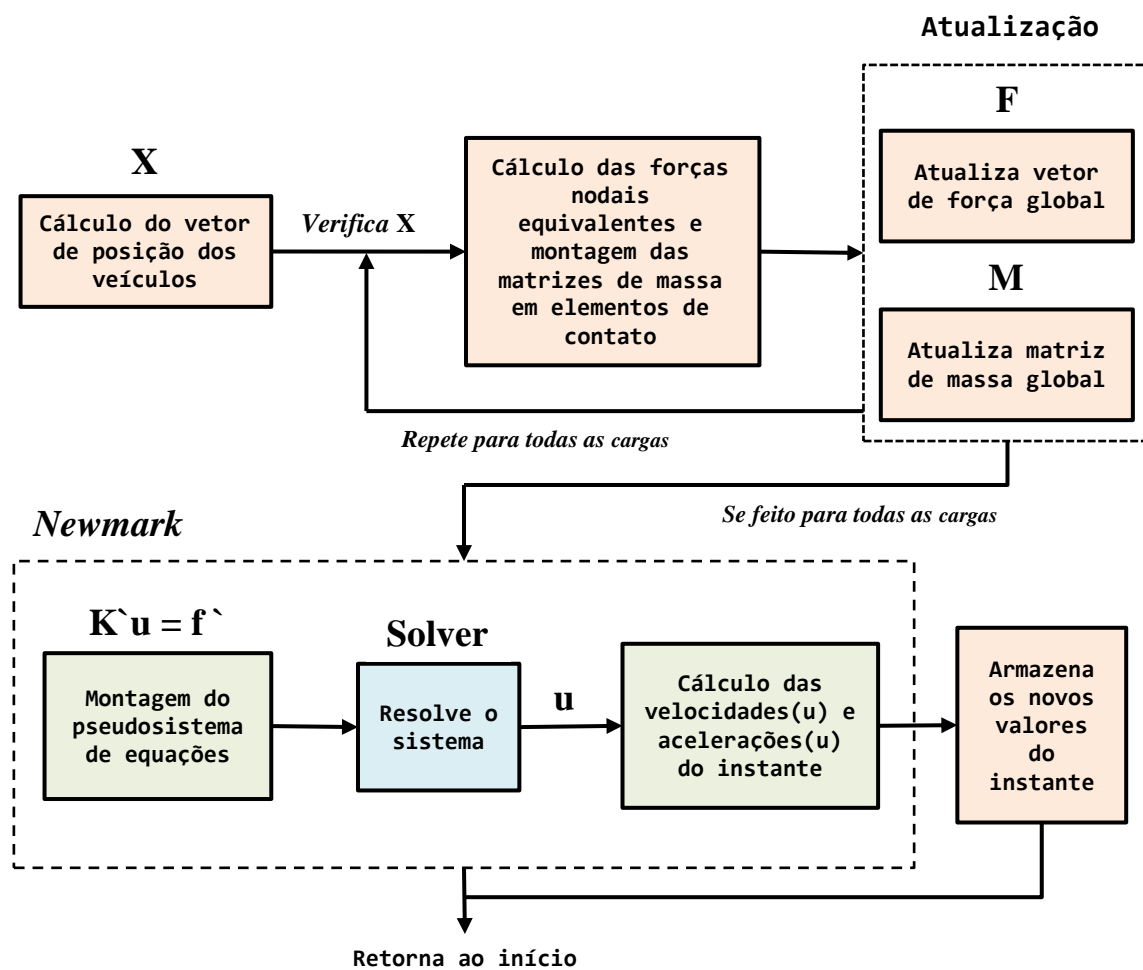 Atualização
X
Cálculo do vetor
de posição dos
veículos
Verifica X
Cálculo das forças
nodais
equivalentes e
montagem das
matrizes de massa
em elementos de
contato
F
Atualiza vetor
de força global
M
Atualiza matriz
de massa global
Repete para todas as cargas
Se feito para todas as cargas
Newmark
K`u = f `
Montagem do
pseudosistema
de equações
Solver
Resolve o
sistema
u
Cálculo das
velocidades(u) e
acelerações(u)
do instante
Armazena
os novos
valores
do
instante
Retorna ao início